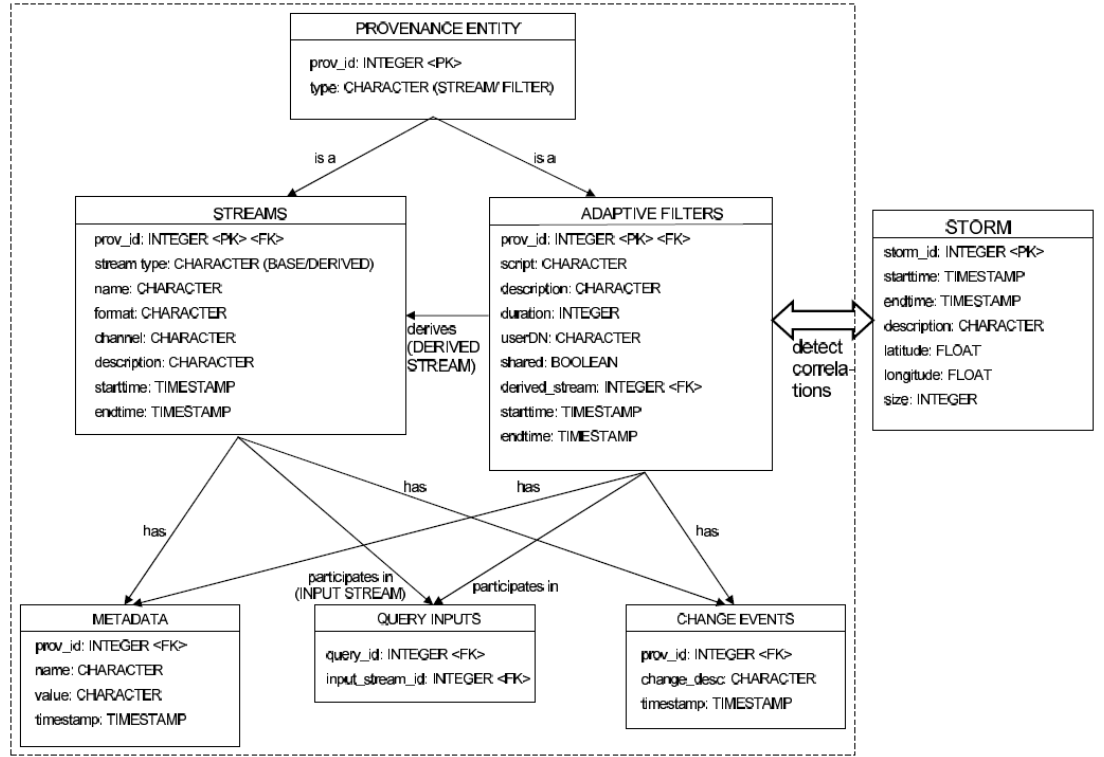 PROVENANCE ENTITY
prov_id: INTEGER <PK>
type: CHARACTER (STREAM/ FILTER)
is a
is a
STREAMS
prov_id: INTEGER <PK> <FK>
stream type: CHARACTER (BASE/DERIVED)
name: CHARACTER
format: CHARACTER
channel: CHARACTER
description: CHARACTER
starttime: TIMESTAMP
endtime: TIMESTAMP
derives
(DERIVED
STREAM)
ADAPTIVE FILTERS
prov_id: INTEGER <PK> <FK>
script: CHARACTER
description: CHARACTER
duration: INTEGER
userDN: CHARACTER
shared: BOOLEAN
derived_stream: INTEGER <FK>
starttime: TIMESTAMP
endtime: TIMESTAMP
detect
correla-
tions
STORM
storm_id: INTEGER <PK>
starttime: TIMESTAMP
endtime: TIMESTAMP
description: CHARACTER
latitude: FLOAT
longitude: FLOAT
size: INTEGER
has
has
has
has
participates in
(INPUT STREAM)
participates in
METADATA
prov_id: INTEGER <FK>
name: CHARACTER
value: CHARACTER
timestamp: TIMESTAMP
QUERY INPUTS
query_id: INTEGER <FK>
input_stream_id: INTEGER <FK>
CHANGE EVENTS
prov_id: INTEGER <FK>
change_desc: CHARACTER
timestamp: TIMESTAMP